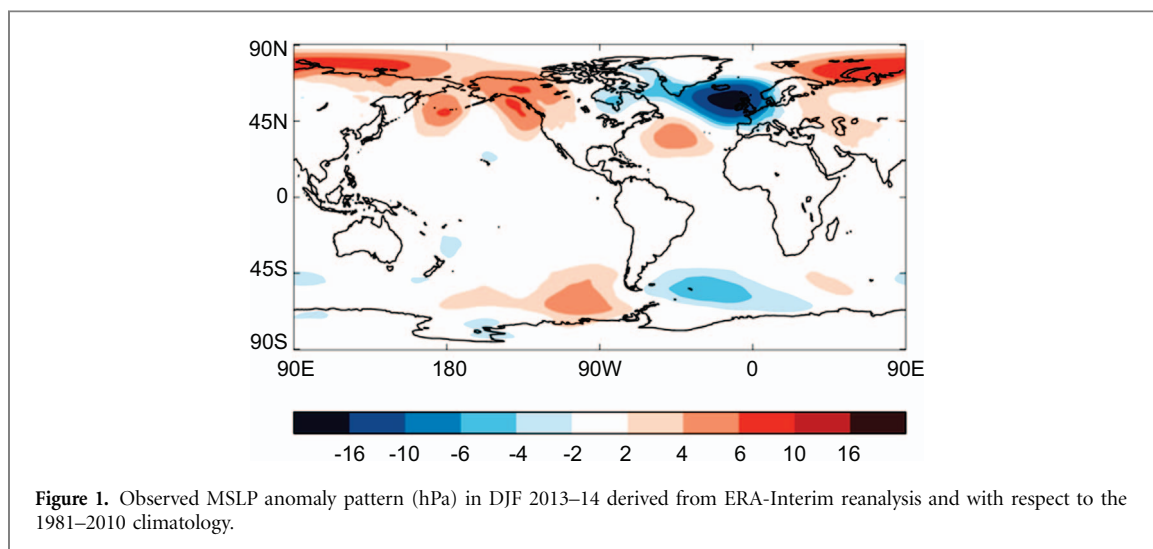 90N
45N
0
45S
90S
90E
180
90W
0
90E
-16
-10
-6
-4
-2
2
4
6
10
16
Figure 1. Observed MSLP anomaly pattern (hPa) in DJF 2013–14 derived from ERA-Interim reanalysis and with respect to the
1981–2010 climatology.